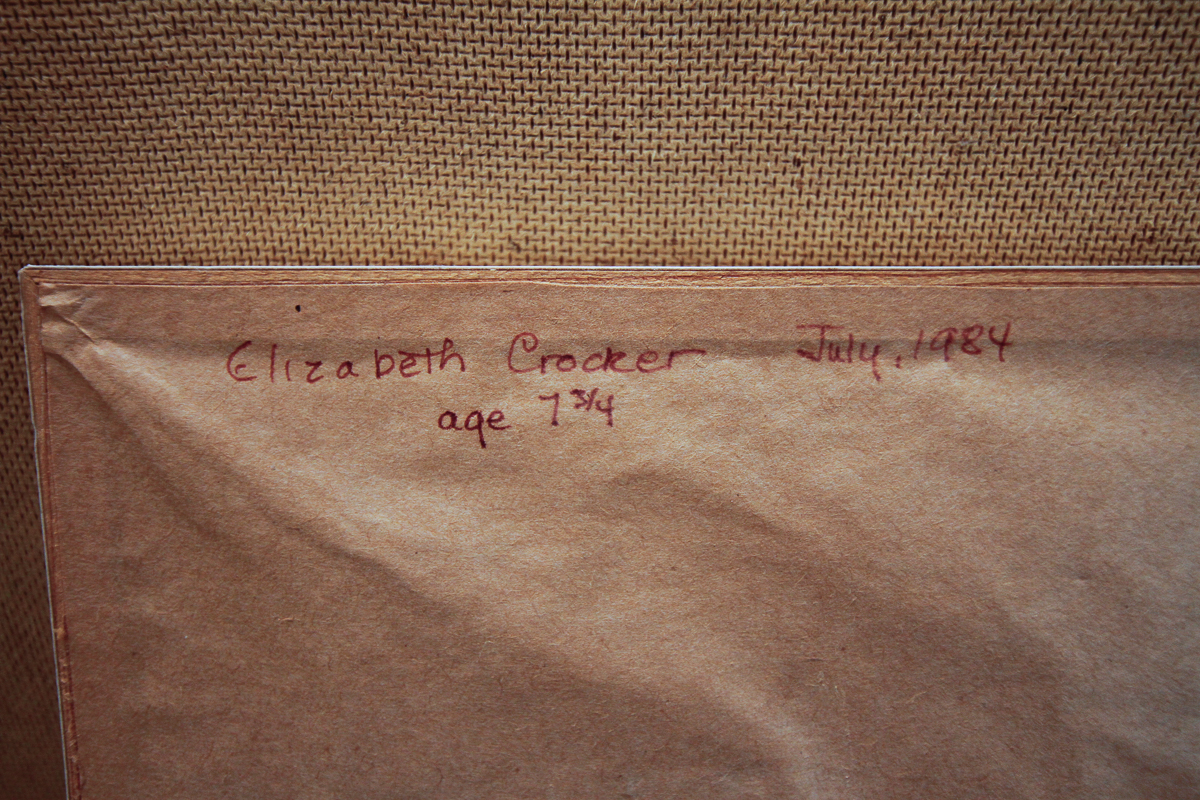 Elizabeth Crocker July, 1984
age 7 3/4